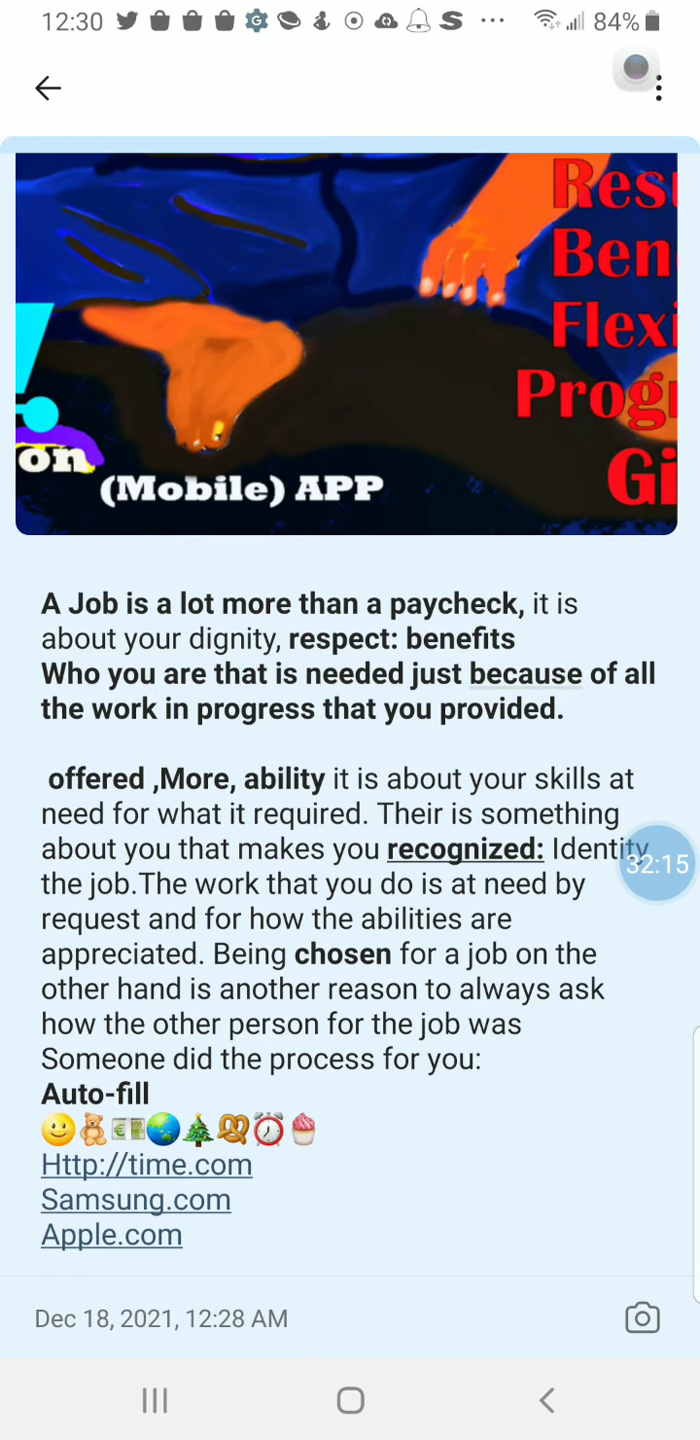 12:30
84%
Res
Ben
Flexi
Prog
Gi
on
(Mobile) APP
A Job is a lot more than a paycheck, it is
about your dignity, respect: benefits
Who you are that is needed just because of all
the work in progress that you provided.
offered ,More, ability it is about your skills at
need for what it required. Their is something
about you that makes you recognized: Identity
32:15
the job.The work that you do is at need by
request and for how the abilities are
appreciated. Being chosen for a job on the
other hand is another reason to always ask
how the other person for the job was
Someone did the process for you:
Auto-fill
Http://time.com
Samsung.com
Apple.com
Dec 18, 2021, 12:28 AM